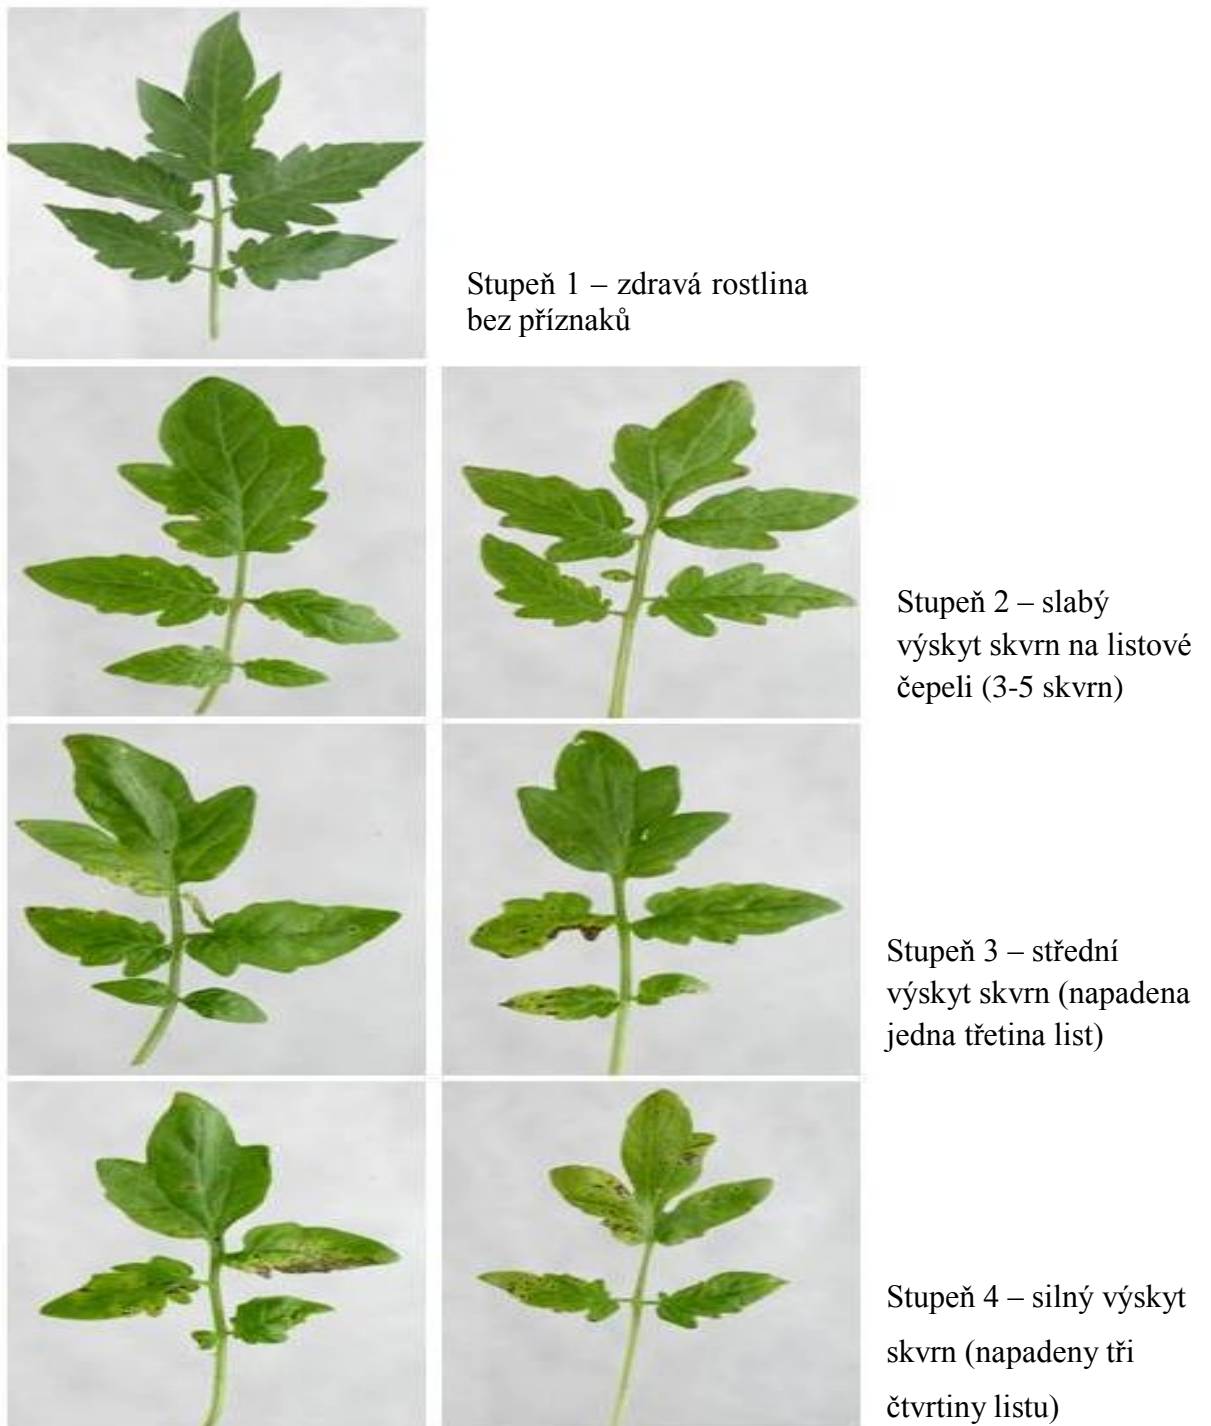 Stupeň 1 – zdravá rostlina
bez příznaků
Stupeň 2 – slabý
výskyt skvrn na listové
čepeli (3-5 skvrn)
Stupeň 3 – střední
výskyt skvrn (napadena
jedna třetina list)
Stupeň 4 – silný výskyt
skvrn (napadeny tři
čtvrtiny listu)